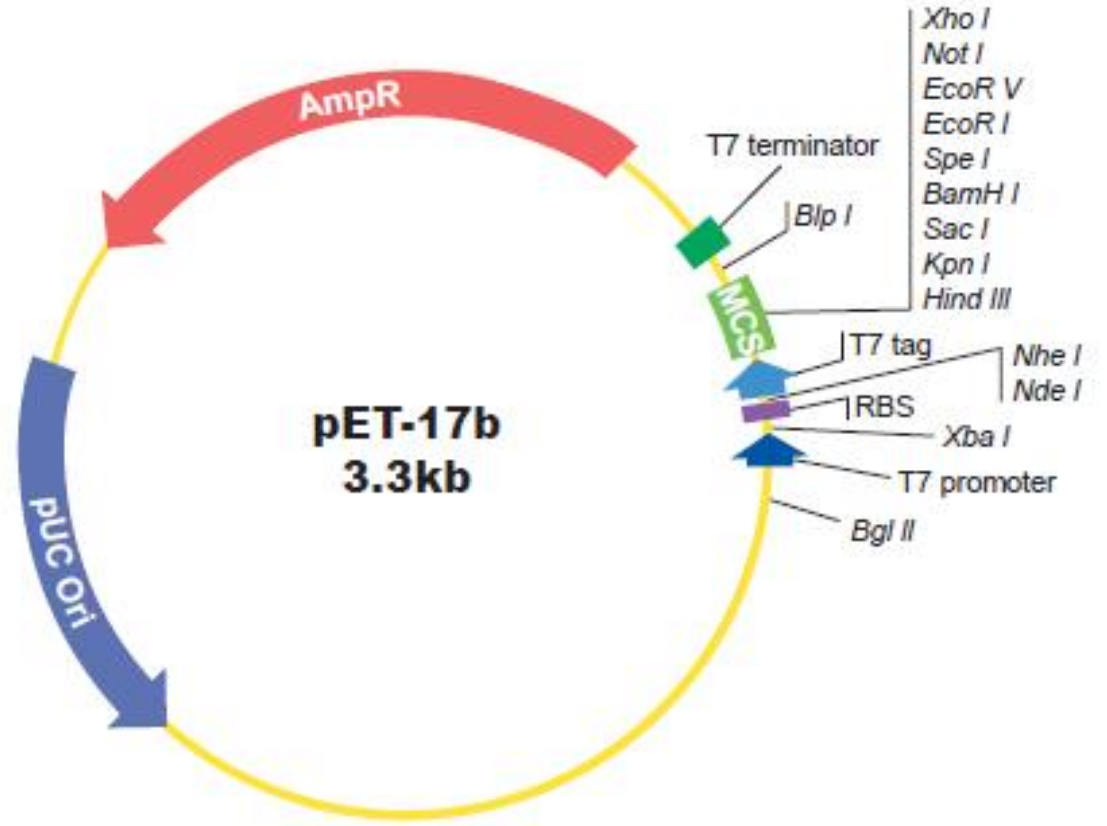 Xho I
Not I
EcoR V
EcoR I
Spe I
BamH I
Sac I
Kpn I
Hind III
AmpR
T7 terminator
Blp I
MCS
T7 tag
Nhe I
Nde I
RBS
Xba I
T7 promoter
Bgl II
pET-17b
3.3kb
pUC Ori